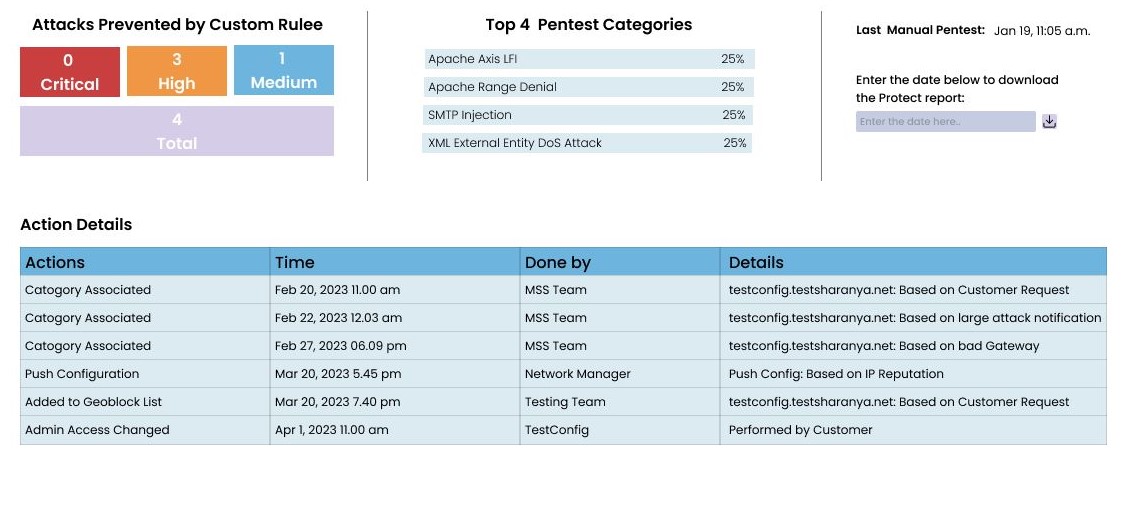 Attacks Prevented by Custom Rulee
0
Critical
3
High
1
Medium
4
Total
Top 4 Pentest Categories
Apache Axis LFI 25%
Apache Range Denial 25%
SMTP Injection 25%
XML External Entity DoS Attack 25%
Last Manual Pentest: Jan 19, 11:05 a.m.
Enter the date below to download
the Protect report:
Enter the date here..
Action Details
Actions Time Done by Details
Catogory Associated Feb 20, 2023 11.00 am MSS Team testconfig.testsharanya.net: Based on Customer Request
Catogory Associated Feb 22, 2023 12.03 am MSS Team testconfig.testsharanya.net: Based on large attack notification
Catogory Associated Feb 27, 2023 06.09 pm MSS Team testconfig.testsharanya.net: Based on bad Gateway
Push Configuration Mar 20, 2023 5.45 pm Network Manager Push Config: Based on IP Reputation
Added to Geoblock List Mar 20, 2023 7.40 pm Testing Team testconfig.testsharanya.net: Based on Customer Request
Admin Access Changed Apr 1, 2023 11.00 am TestConfig Performed by Customer